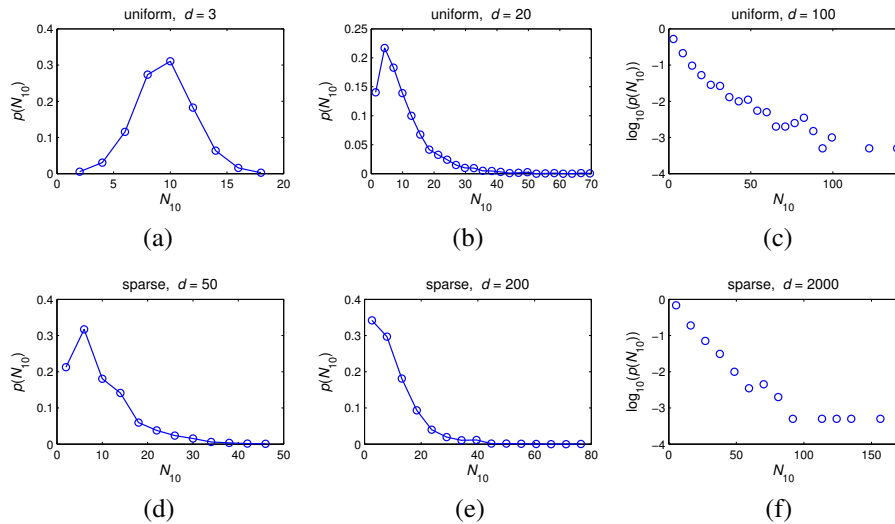 uniform, d = 3
0.4
0.3
0.2
0.1
0
p(N10)
0 5 10 15 20
N10
(a)
uniform, d = 20
0.25
0.2
0.15
0.1
0.05
0
p(N10)
0 10 20 30 40 50 60 70
N10
(b)
uniform, d = 100
0
−1
−2
−3
−4
log10(p(N10))
0 50 100
N10
(c)
sparse, d = 50
0.4
0.3
0.2
0.1
0
p(N10)
0 10 20 30 40 50
N10
(d)
sparse, d = 200
0.4
0.3
0.2
0.1
0
p(N10)
0 20 40 60 80
N10
(e)
sparse, d = 2000
0
−1
−2
−3
−4
log10(p(N10))
0 50 100 150
N10
(f)